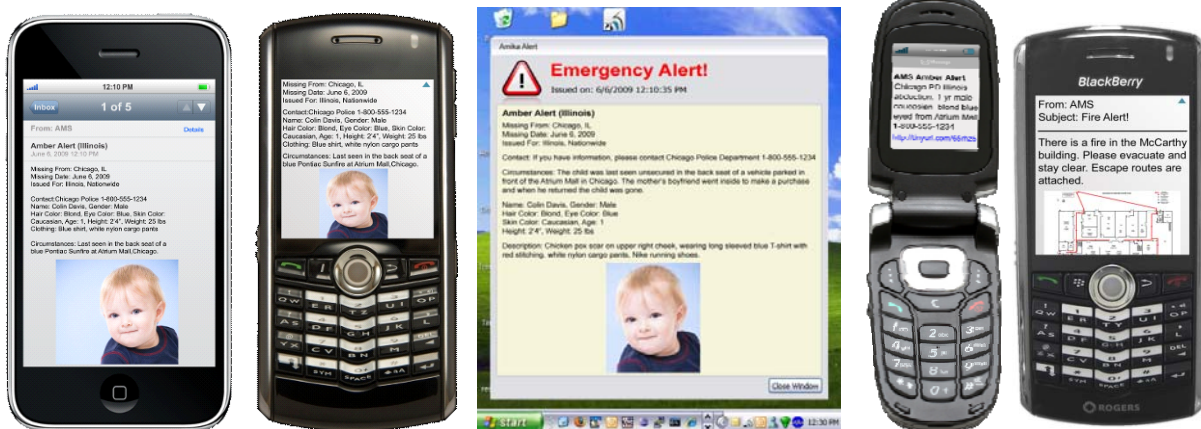 12:10 PM
Inbox
1 of 5
From: AMS
Details
Amber Alert (Illinois)
June 6, 2009 12:10 PM
Missing From: Chicago, IL
Missing Date: June 6, 2009
Issued For: Illinois, Nationwide
Contact:Chicago Police 1-800-555-1234
Name: Colin Davis, Gender: Male
Hair Color: Blond, Eye Color: Blue, Skin Color:
Caucasian, Age: 1, Height: 2'4", Weight: 25 lbs
Clothing: Blue shirt, white nylon cargo pants
Circumstances: Last seen in the back seat of a
blue Pontiac Sunfire at Atrium Mall,Chicago.
Missing From: Chicago, IL
Missing Date: June 6, 2009
Issued For: Illinois, Nationwide
Contact:Chicago Police 1-800-555-1234
Name: Colin Davis, Gender: Male
Hair Color: Blond, Eye Color: Blue, Skin Color:
Caucasian, Age: 1, Height: 2'4", Weight: 25 lbs
Clothing: Blue shirt, white nylon cargo pants
Circumstances: Last seen in the back seat of a
blue Pontiac Sunfire at Atrium Mall,Chicago.
Amika Alert
Emergency Alert!
Issued on: 6/6/2009 12:10:35 PM
Amber Alert (Illinois)
Missing From: Chicago, IL
Missing Date: June 6, 2009
Issued For: Illinois, Nationwide
Contact: If you have information, please contact Chicago Police Department 1-800-555-1234
Circumstances: The child was last seen unsecured in the back seat of a vehicle parked in
front of the Atrium Mall in Chicago. The mother's boyfriend went inside to make a purchase
and when he returned the child was gone.
Name: Colin Davis, Gender: Male
Hair Color: Blond, Eye Color: Blue
Skin Color: Caucasian, Age: 1
Height: 2'4", Weight: 25 lbs
Description: Chicken pox scar on upper right cheek, wearing long sleeved blue T-shirt with
red stitching, white nylon cargo pants, Nike running shoes.
Close Window
start
12:30 PM
AMS Amber Alert
Chicago PD Illinois
abduction. 1 yr male
caucasian, blond blue
eyed from Atrium Mall
1-800-555-1234
BlackBerry
From: AMS
Subject: Fire Alert!
There is a fire in the McCarthy
building. Please evacuate and
stay clear. Escape routes are
attached.
ROGERS